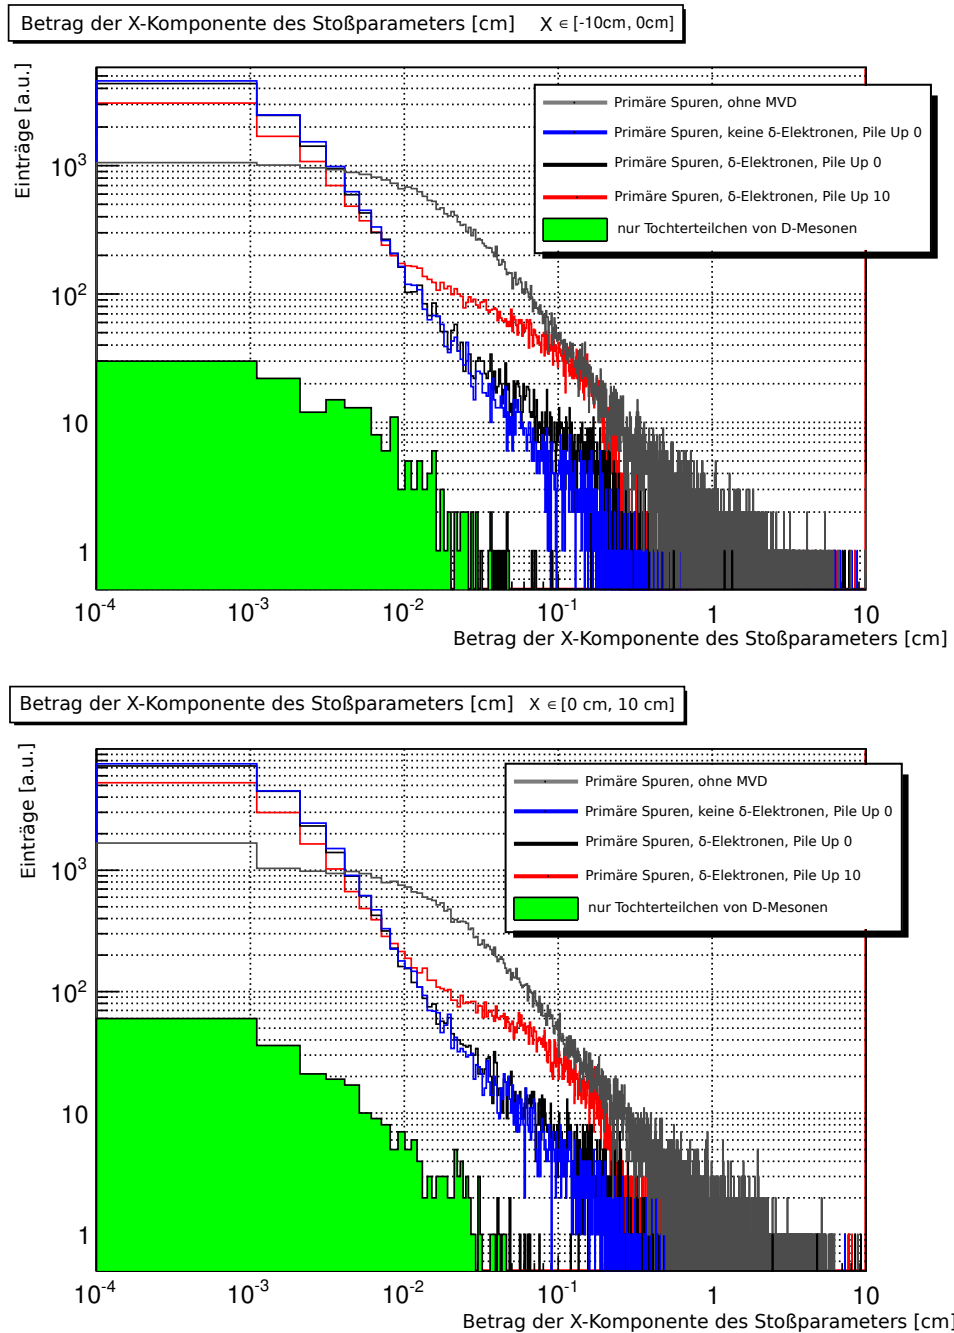 Betrag der X-Komponente des Stoßparameters [cm] X ∈ [-10cm, 0cm]
Einträge [a.u.]
Primäre Spuren, ohne MVD
Primäre Spuren, keine δ-Elektronen, Pile Up 0
Primäre Spuren, δ-Elektronen, Pile Up 0
Primäre Spuren, δ-Elektronen, Pile Up 10
nur Tochterteilchen von D-Mesonen
10³
10²
10
1
10⁻⁴ 10⁻³ 10⁻² 10⁻¹ 1 10
Betrag der X-Komponente des Stoßparameters [cm]
Betrag der X-Komponente des Stoßparameters [cm] X ∈ [0 cm, 10 cm]
Einträge [a.u.]
Primäre Spuren, ohne MVD
Primäre Spuren, keine δ-Elektronen, Pile Up 0
Primäre Spuren, δ-Elektronen, Pile Up 0
Primäre Spuren, δ-Elektronen, Pile Up 10
nur Tochterteilchen von D-Mesonen
10³
10²
10
1
10⁻⁴ 10⁻³ 10⁻² 10⁻¹ 1 10
Betrag der X-Komponente des Stoßparameters [cm]